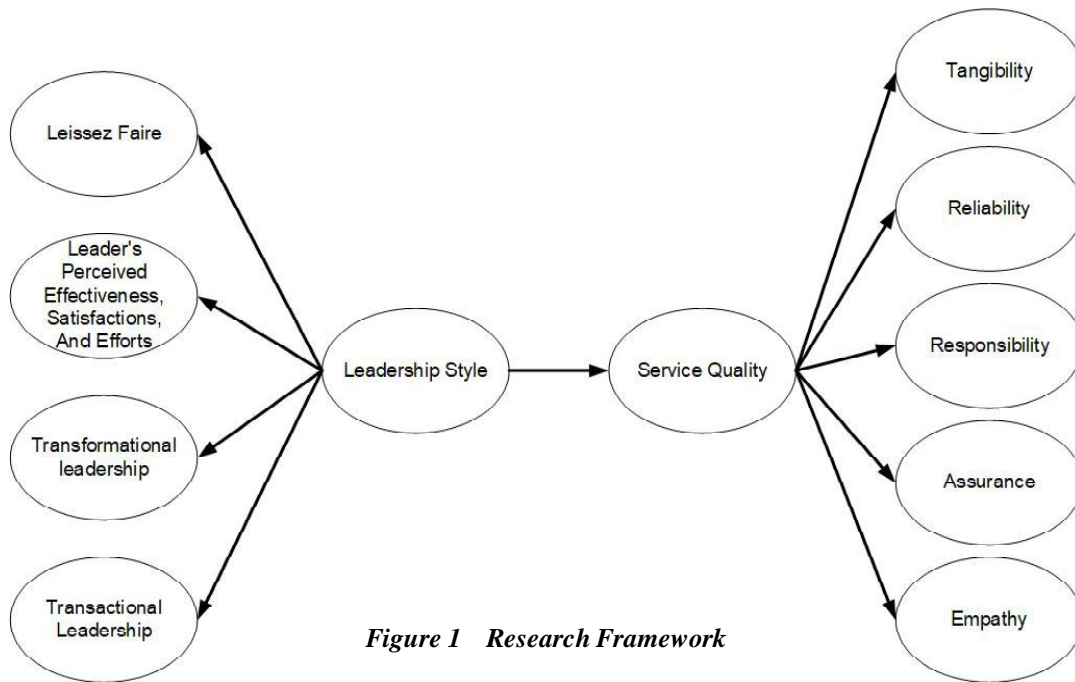 Leissez Faire
Leader's
Perceived
Effectiveness,
Satisfactions,
And Efforts
Transformational
leadership
Transactional
Leadership
Leadership Style
Service Quality
Tangibility
Reliability
Responsibility
Assurance
Empathy
Figure 1 Research Framework